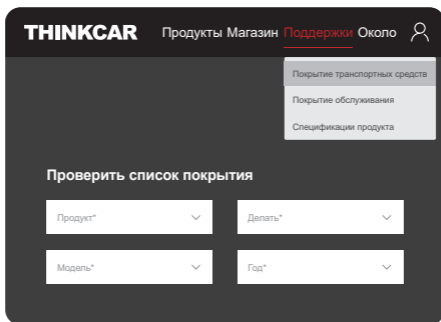 THINKCAR Продукты Магазин Поддержки Около
Покрытие транспортных средств
Покрытие обслуживания
Спецификации продукта
Проверить список покрытия
Продукт* Делать*
Модель* Год*